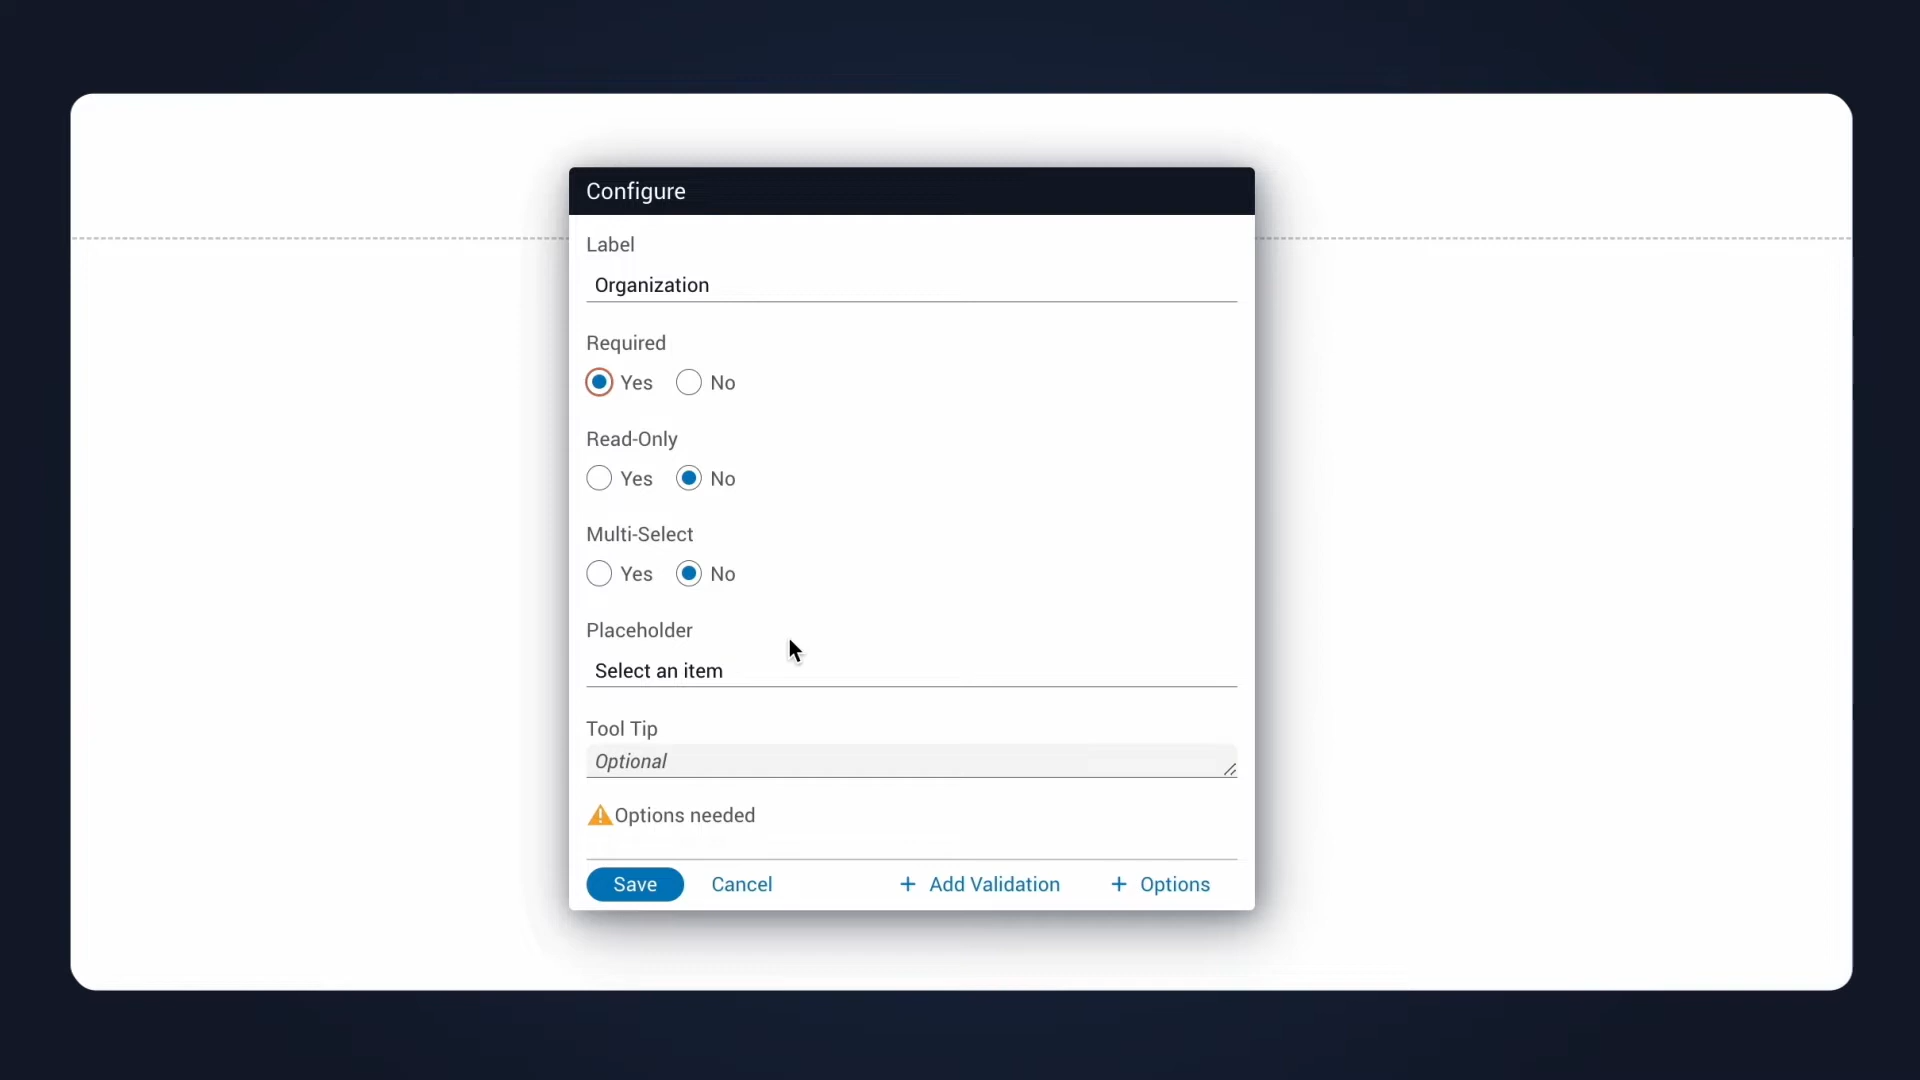 Configure
Label
Organization
Required
Yes No
Read-Only
Yes No
Multi-Select
Yes No
Placeholder
Select an item
Tool Tip
Optional
Options needed
Save Cancel + Add Validation + Options